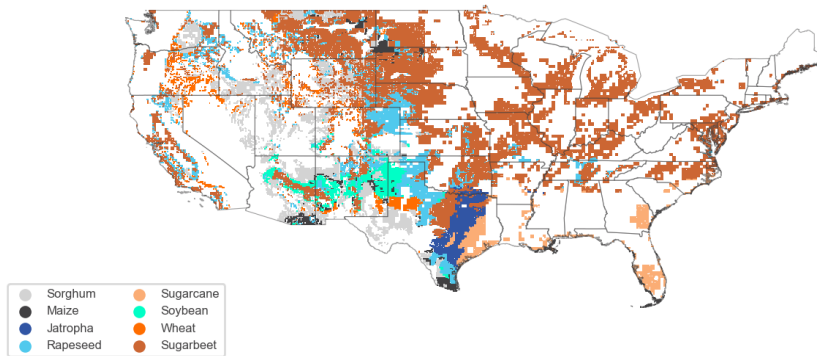 Sorghum
Maize
Jatropha
Rapeseed
Sugarcane
Soybean
Wheat
Sugarbeet